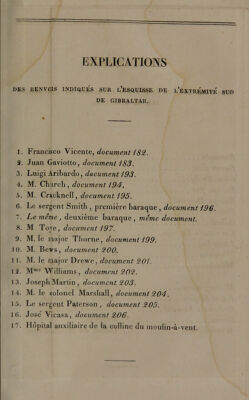 EXPLICATIONS
DES RENVOIS INDIQUÉS SUR L'ESQUISSE DE L'EXTRÉMITÉ SUD
DE GIBRALTAR.
1. Francisco Vicente, document 182.
2. Juan Gaviotto, document 183.
3. Luigi Aribardo, document 193.
4. M. Church, document 194.
5. M. Cracknell, document 195.
6. Le sergent Smith, première baraque, document 196.
7. Le même, deuxième baraque, même document.
8. M Toye, document 197.
9. M. le major Thorne, document 199.
10. M. Bews, document 200.
11. M. le major Drewe, document 201.
12. Mme Williams, document 202.
13. Joseph Martin, document 203.
14. M. le colonel Marshall, document 204.
15. Le sergent Paterson, document 205.
16. José Vicasa, document 206.
17. Hôpital auxiliaire de la colline du moulin-à-vent.